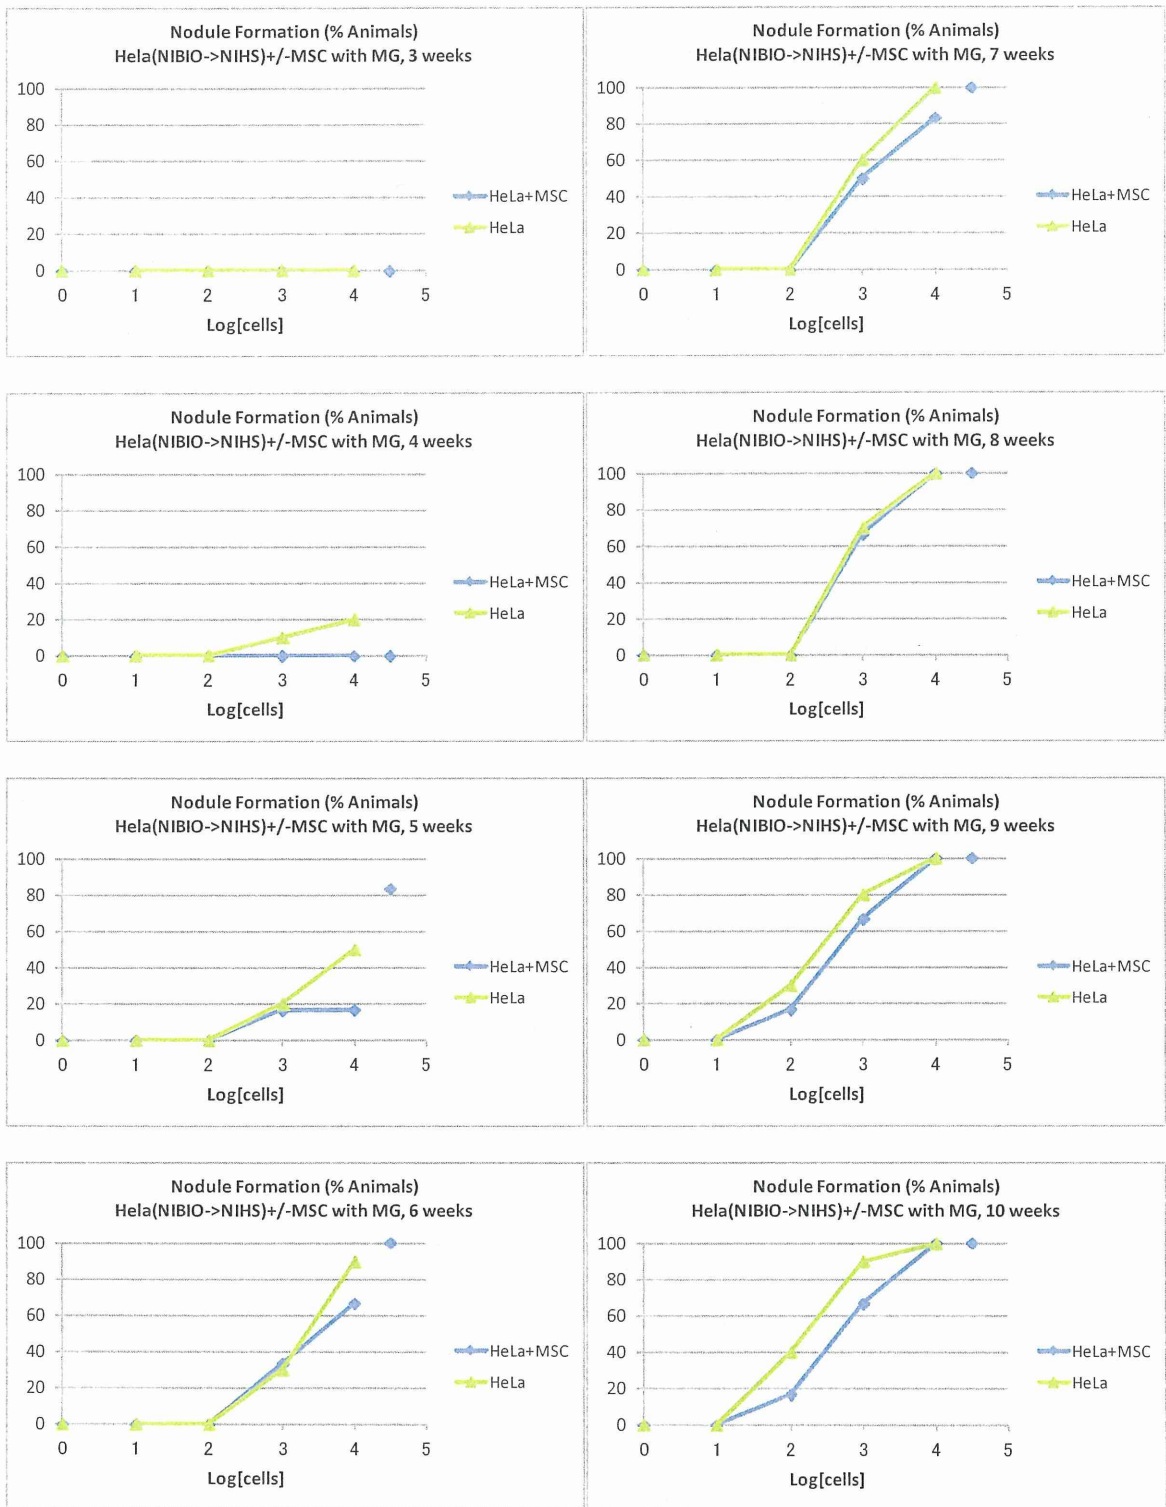 Nodule Formation (% Animals)
Hela(NIBIO->NIHS)+/-MSC with MG, 3 weeks
100
80
60
40
20
0
0 1 2 3 4 5
Log[cells]
HeLa+MSC
HeLa
Nodule Formation (% Animals)
Hela(NIBIO->NIHS)+/-MSC with MG, 7 weeks
100
80
60
40
20
0
0 1 2 3 4 5
Log[cells]
HeLa+MSC
HeLa
Nodule Formation (% Animals)
Hela(NIBIO->NIHS)+/-MSC with MG, 4 weeks
100
80
60
40
20
0
0 1 2 3 4 5
Log[cells]
HeLa+MSC
HeLa
Nodule Formation (% Animals)
Hela(NIBIO->NIHS)+/-MSC with MG, 8 weeks
100
80
60
40
20
0
0 1 2 3 4 5
Log[cells]
HeLa+MSC
HeLa
Nodule Formation (% Animals)
Hela(NIBIO->NIHS)+/-MSC with MG, 5 weeks
100
80
60
40
20
0
0 1 2 3 4 5
Log[cells]
HeLa+MSC
HeLa
Nodule Formation (% Animals)
Hela(NIBIO->NIHS)+/-MSC with MG, 9 weeks
100
80
60
40
20
0
0 1 2 3 4 5
Log[cells]
HeLa+MSC
HeLa
Nodule Formation (% Animals)
Hela(NIBIO->NIHS)+/-MSC with MG, 6 weeks
100
80
60
40
20
0
0 1 2 3 4 5
Log[cells]
HeLa+MSC
HeLa
Nodule Formation (% Animals)
Hela(NIBIO->NIHS)+/-MSC with MG, 10 weeks
100
80
60
40
20
0
0 1 2 3 4 5
Log[cells]
HeLa+MSC
HeLa